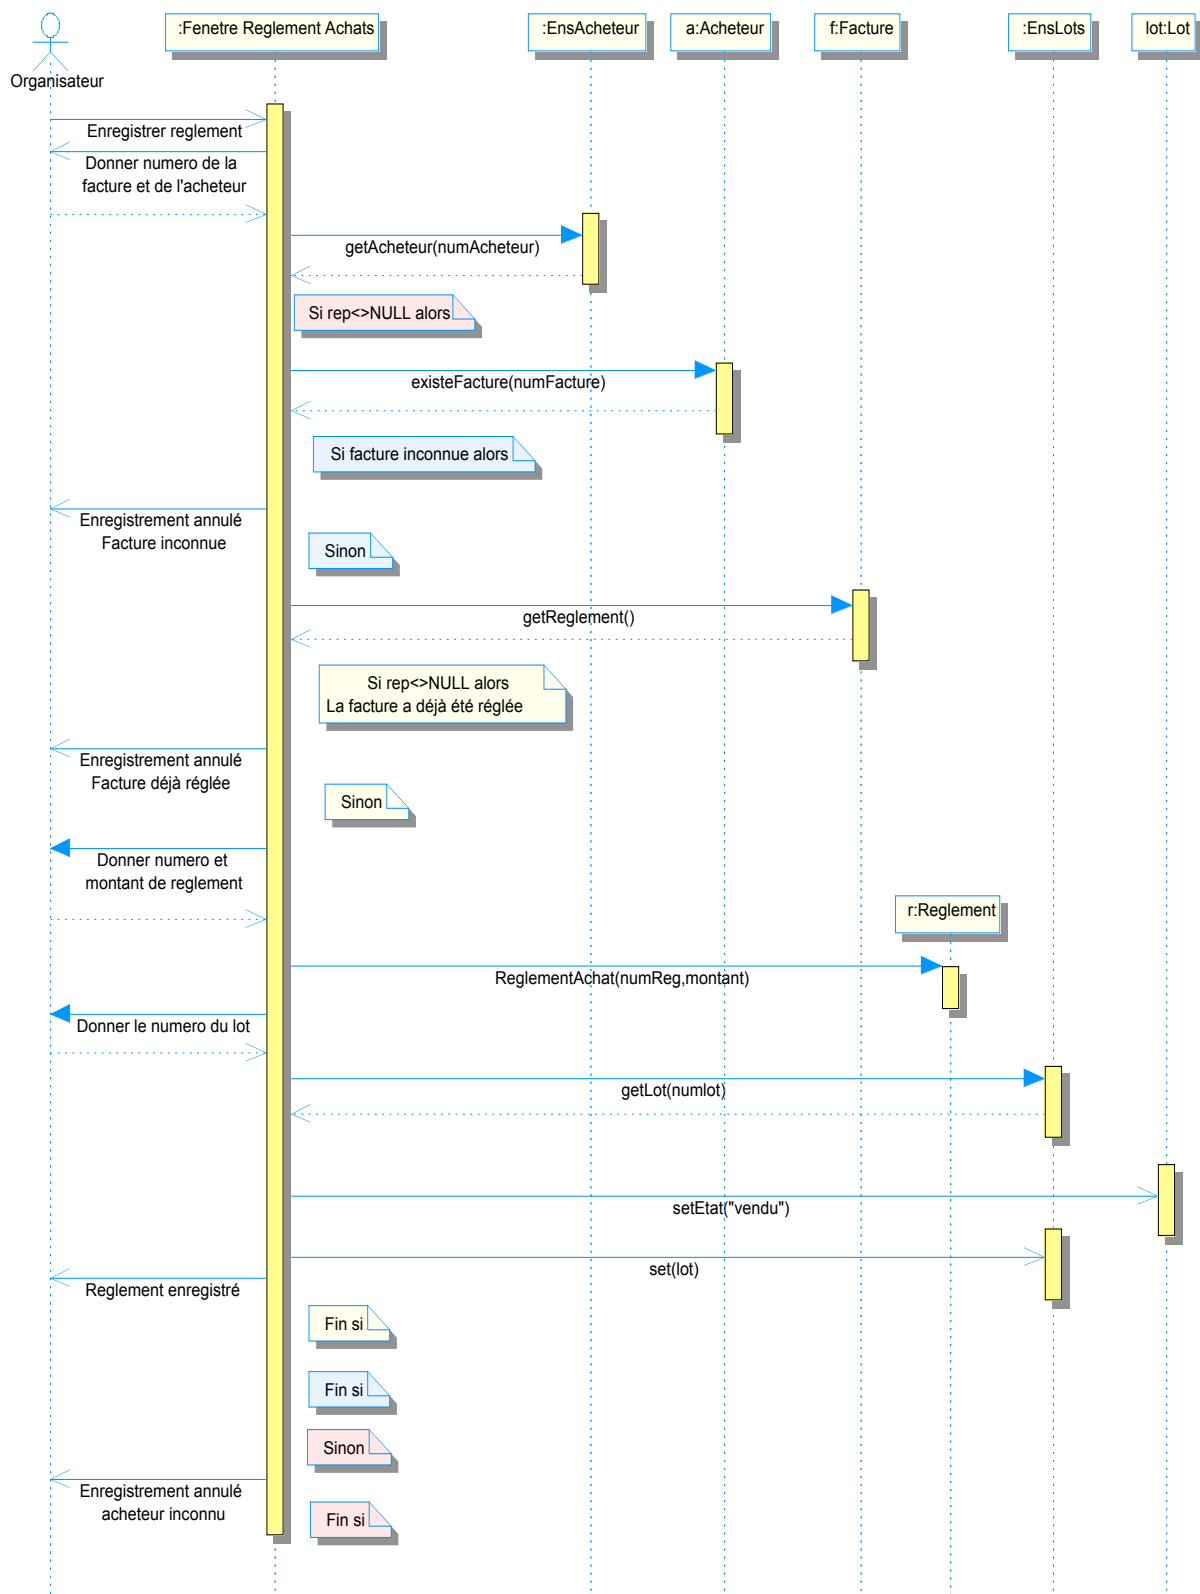 :Fenetre Reglement Achats
:EnsAcheteur
a:Acheteur
f:Facture
:EnsLots
lot:Lot
Organisateur
Enregistrer reglement
Donner numero de la
facture et de l'acheteur
getAcheteur(numAcheteur)
Si rep<>NULL alors
existeFacture(numFacture)
Si facture inconnue alors
Enregistrement annulé
Facture inconnue
Sinon
getReglement()
Si rep<>NULL alors
La facture a déjà été réglée
Enregistrement annulé
Facture déjà réglée
Sinon
Donner numero et
montant de reglement
r:Reglement
ReglementAchat(numReg,montant)
Donner le numero du lot
getLot(numlot)
setEtat("vendu")
set(lot)
Reglement enregistré
Fin si
Fin si
Sinon
Enregistrement annulé
acheteur inconnu
Fin si